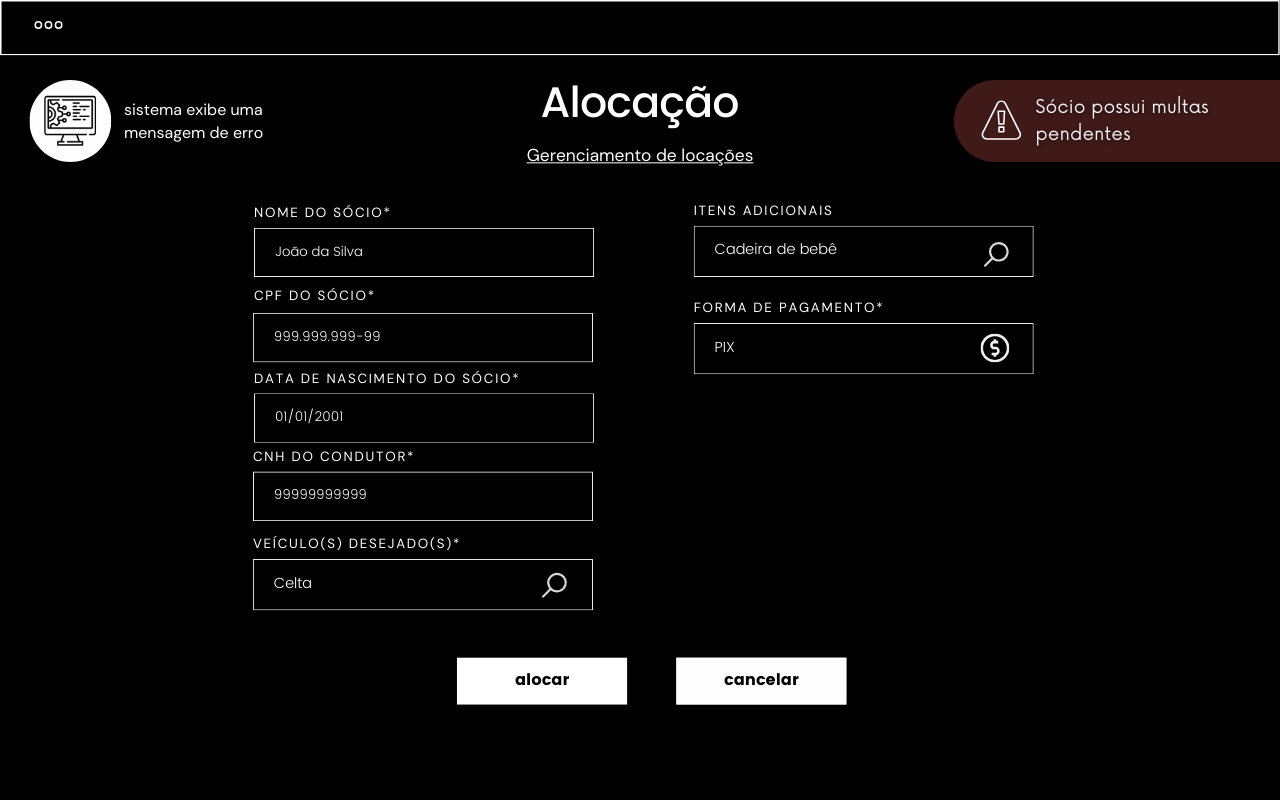 sistema exibe uma
mensagem de erro
Alocação
Gerenciamento de locações
Sócio possui multas
pendentes
NOME DO SÓCIO*
João da Silva
CPF DO SÓCIO*
999.999.999-99
DATA DE NASCIMENTO DO SÓCIO*
01/01/2001
CNH DO CONDUTOR*
99999999999
VEÍCULO(S) DESEJADO(S)*
Celta
ITENS ADICIONAIS
Cadeira de bebê
FORMA DE PAGAMENTO*
PIX
alocar
cancelar